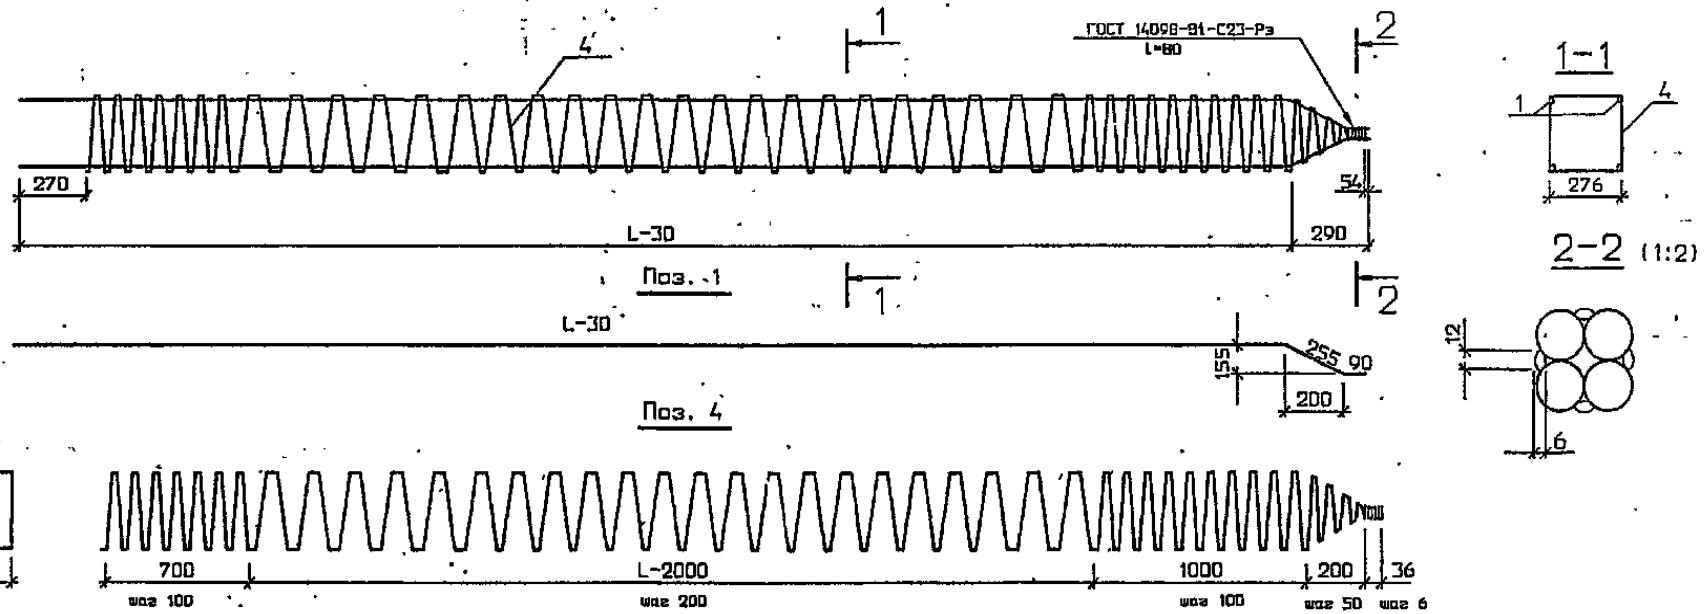 1
2
ГОСТ 14098-91-С23-Рэ
L=80
4
1-1
1
4
276
270
54
L-30
290
2-2 (1:2)
Поз. 1
1
2
L-30
155
255
90
200
12
6
Поз. 4
700
L-2000
1000
200
36
шаг 100
шаг 200
шаг 100
шаг 50
шаг 6